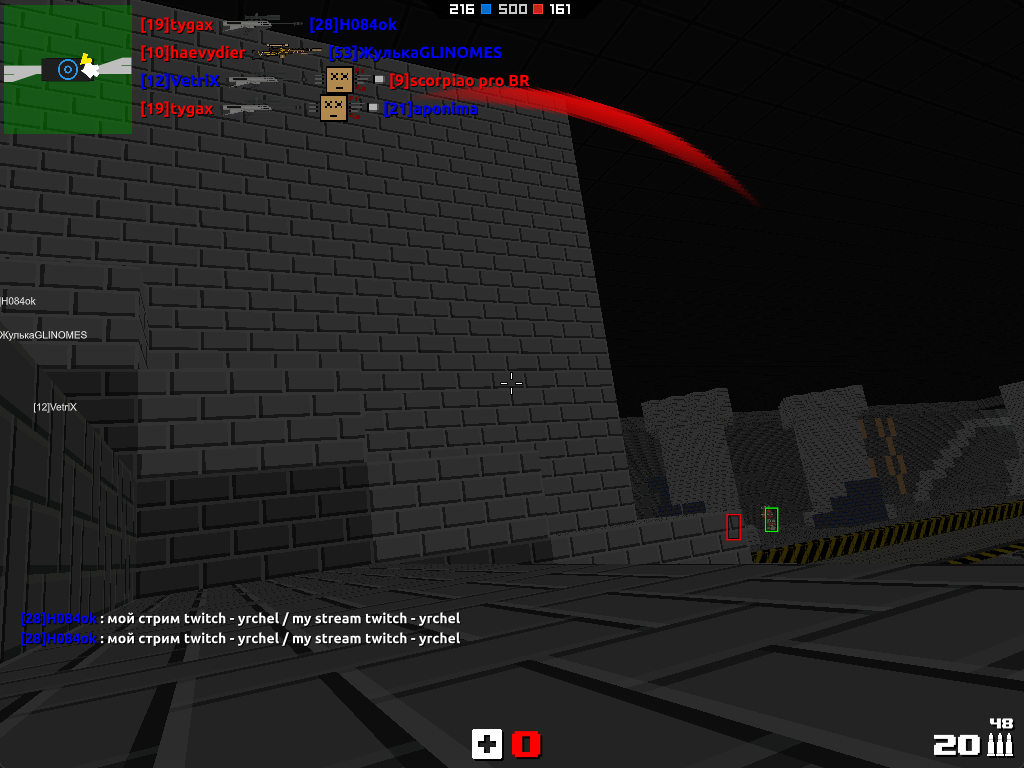 216 500 161
[19]tygax [28]H084ok
[10]haevydier [53]ЖулькаGLINOMES
[12]VetriX [9]scorpiao pro BR
[19]tygax [21]aponima
]H084ok
ЖулькаGLINOMES
[12]VetriX
[28]H084ok : мой стрим twitch - yrchel / my stream twitch - yrchel
[28]H084ok : мой стрим twitch - yrchel / my stream twitch - yrchel
48
0
20